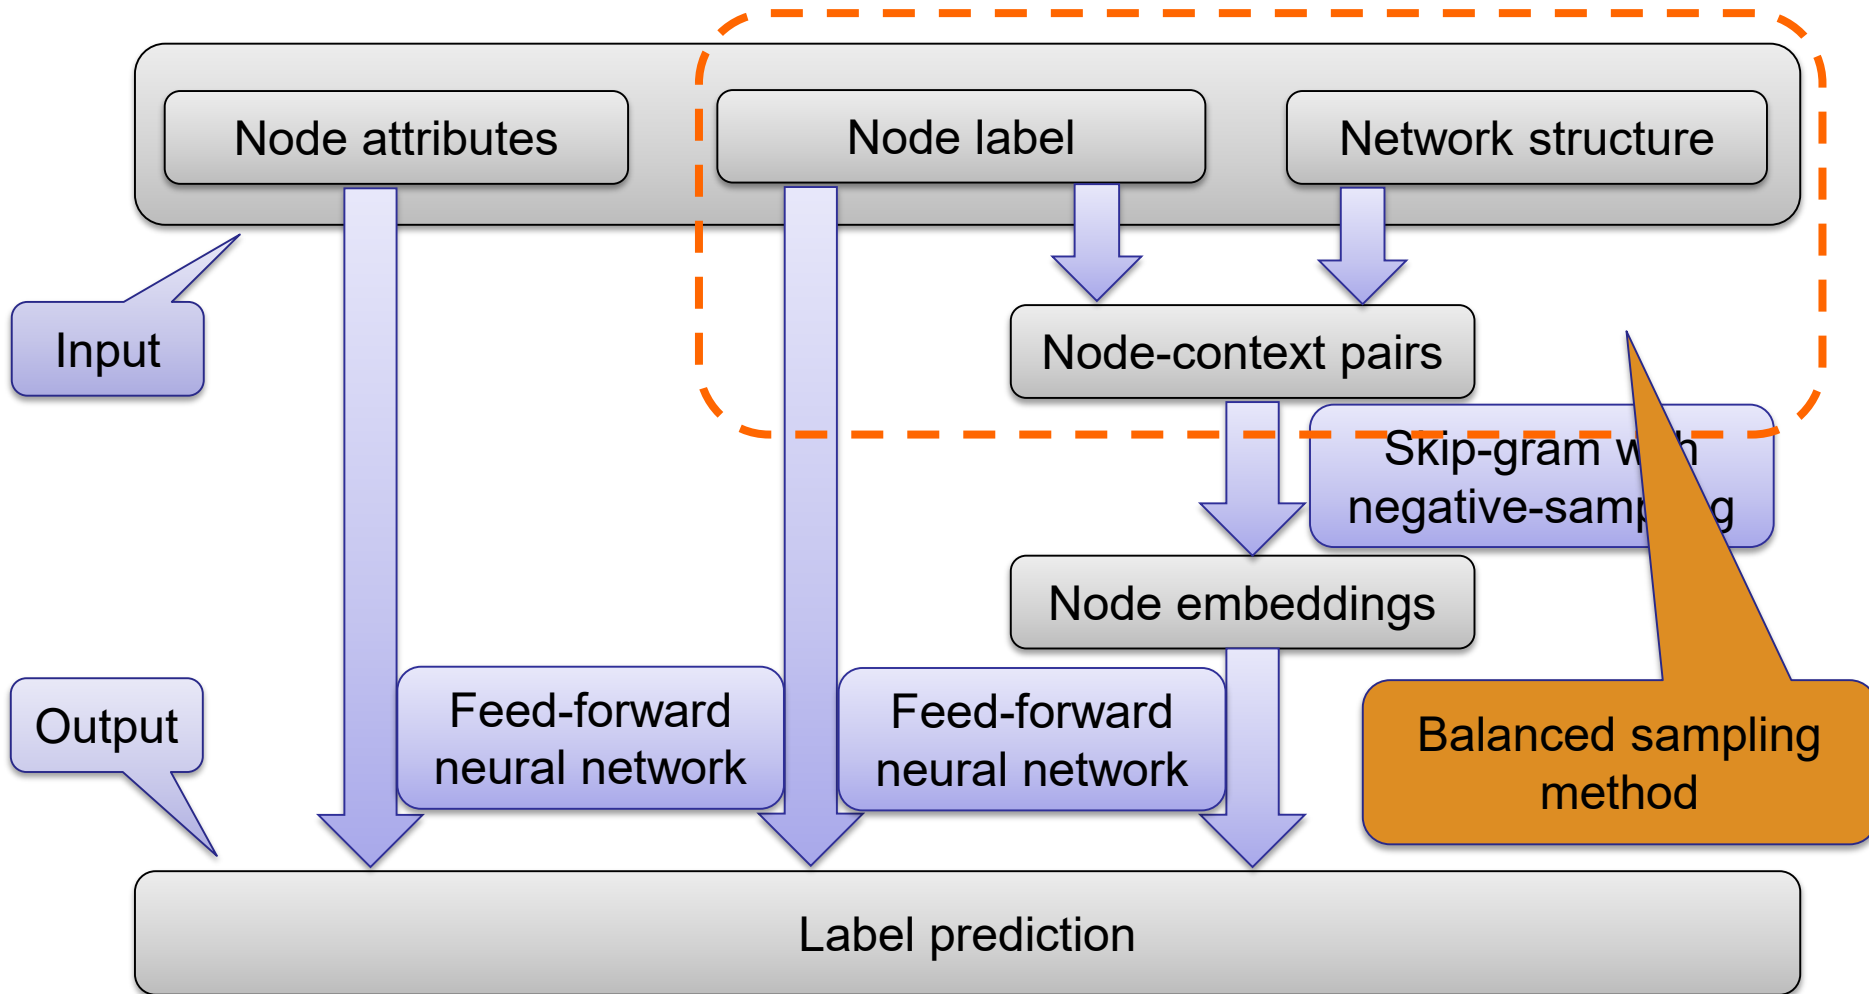 Node attributes
Node label
Network structure
Input
Node-context pairs
Skip-gram
negative-sampling
Node embeddings
Feed-forward
neural network
Feed-forward
neural network
Output
Balanced sampling
method
Label prediction